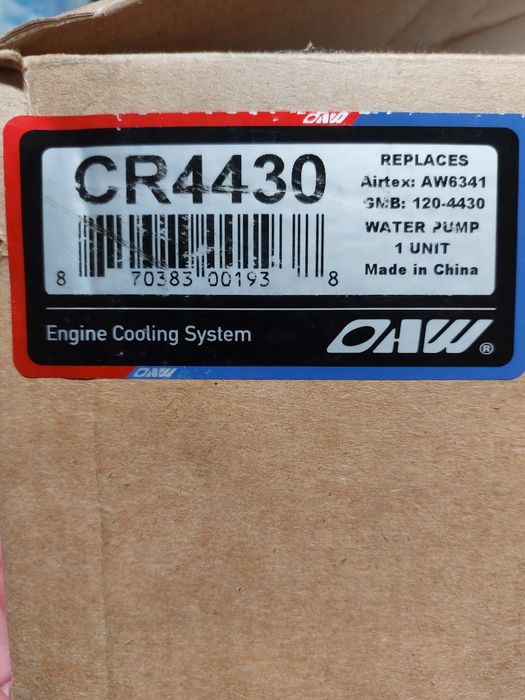 OAW
CR4430
8 70383 00193 8
REPLACES
Airtex: AW6341
GMB: 120-4430
WATER PUMP
1 UNIT
Made in China
Engine Cooling System
OAW®
OAW